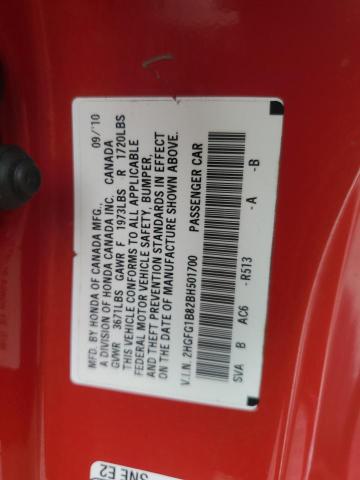 MFD. BY HONDA OF CANADA MFG., 09/10
A DIVISION OF HONDA CANADA INC. CANADA
GVWR 3671LBS GAWR F 1973LBS R 1720LBS
THIS VEHICLE CONFORMS TO ALL APPLICABLE
FEDERAL MOTOR VEHICLE SAFETY, BUMPER,
AND THEFT PREVENTION STANDARDS IN EFFECT
ON THE DATE OF MANUFACTURE SHOWN ABOVE.
V.I.N. 2HGFG1B82BH501700 PASSENGER CAR
SVA B AC6 -R513 -A -B
SNE E2